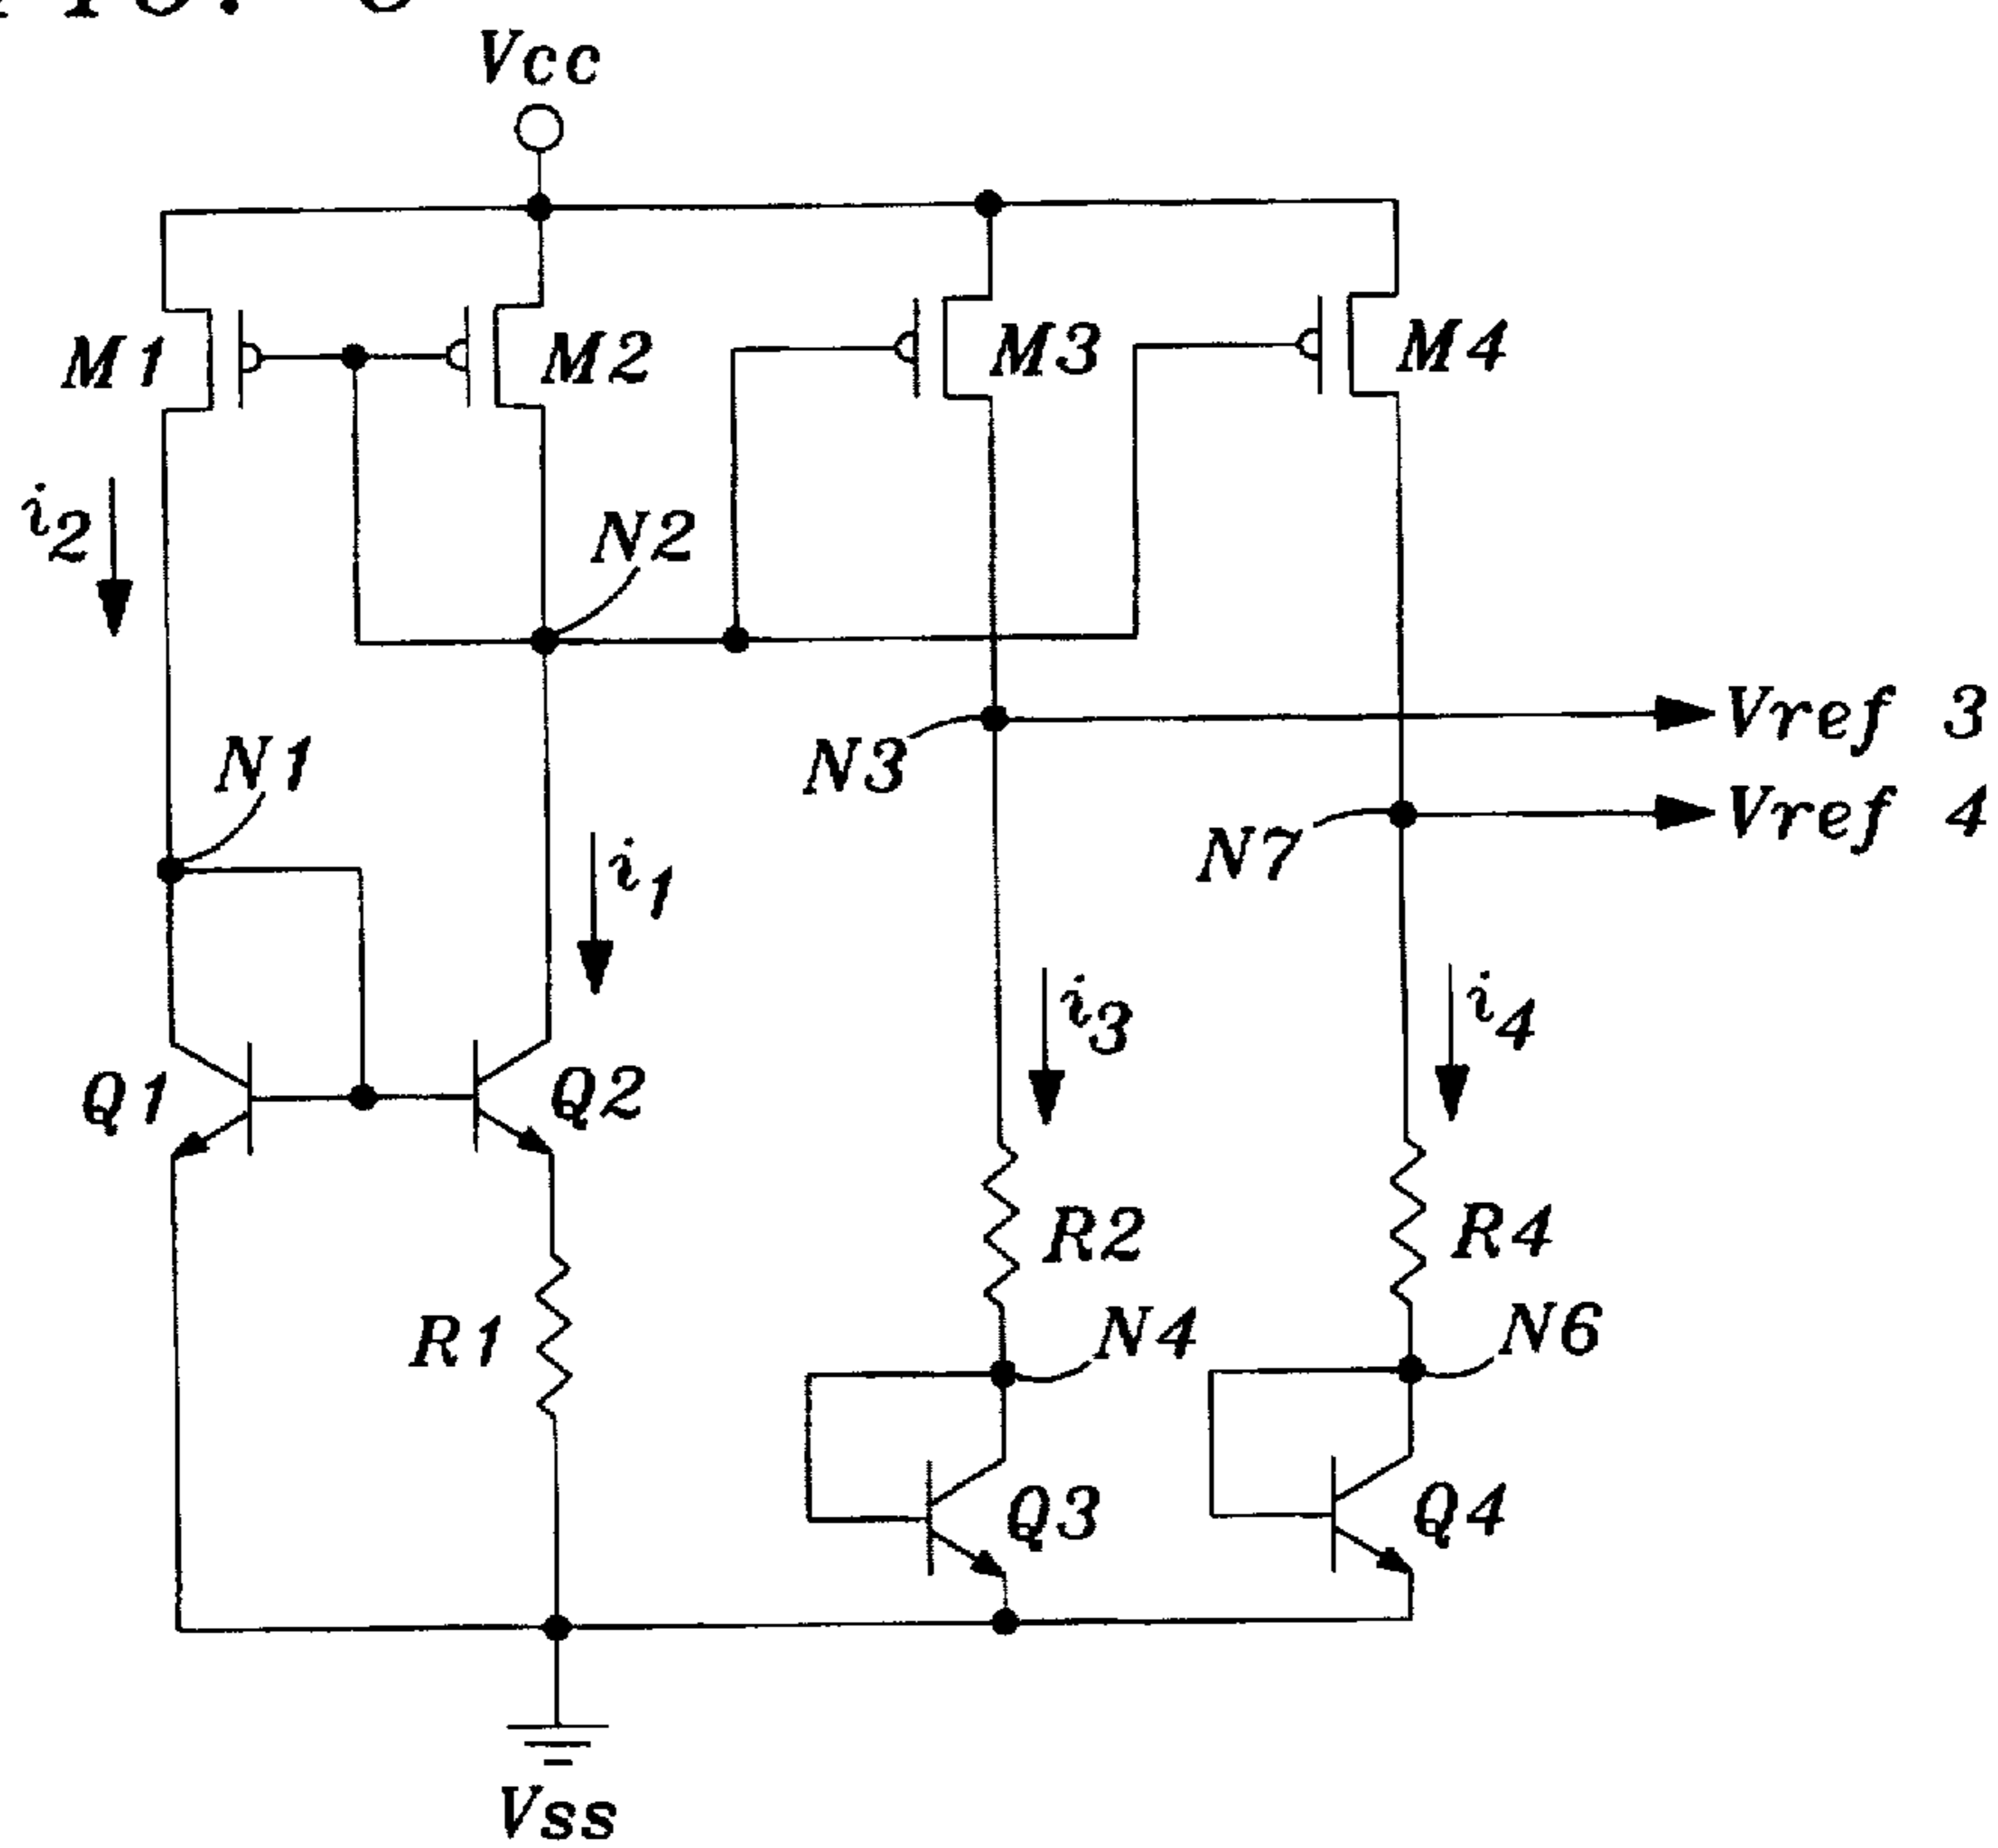 Vcc
M1
M2
M3
M4
i2
N2
Vref 3
N1
N3
Vref 4
N7
i1
i3
i4
Q1
Q2
R2
R4
R1
N4
N6
Q3
Q4
Vss